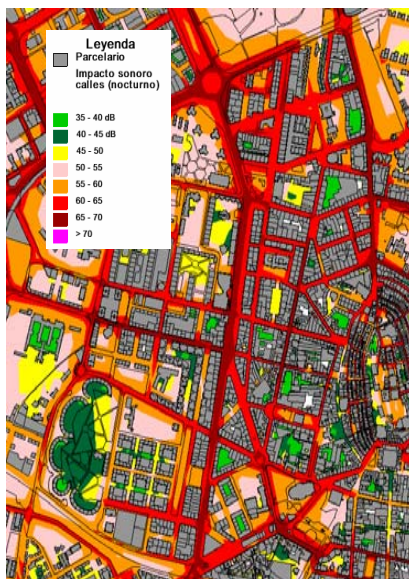 Leyenda
Parcelario
Impacto sonoro
calles (nocturno)
35 - 40 dB
40 - 45 dB
45 - 50
50 - 55
55 - 60
60 - 65
65 - 70
> 70